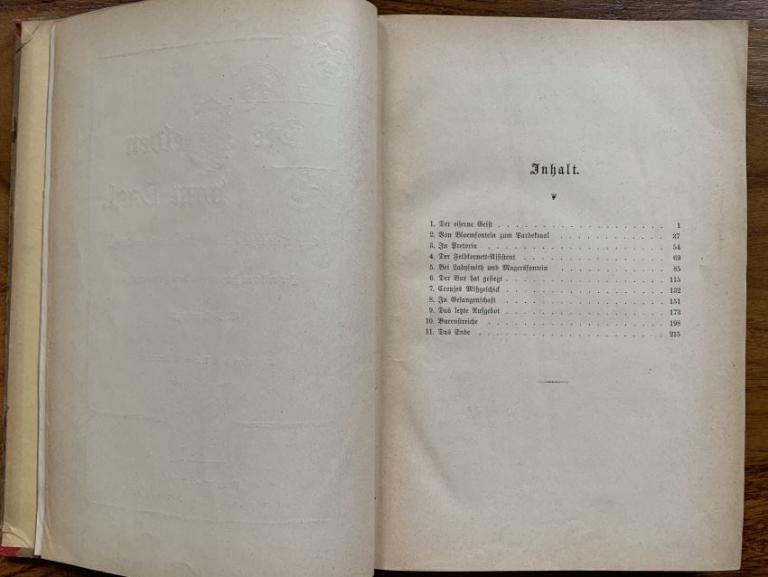 Inhalt.
1. Der eiserne Geist . . . . . . . . . . . . . . . 1
2. Von Bloemfontein zum Pardekraal . . . . . . . . . . 27
3. In Pretoria . . . . . . . . . . . . . . . . . 54
4. Der Feldkornett-Assistent . . . . . . . . . . . . . 69
5. Bei Ladysmith und Magersfontein . . . . . . . . . . 85
6. Der Bur hat gesiegt . . . . . . . . . . . . . . . 115
7. Cronjes Mißgeschick . . . . . . . . . . . . . . . 132
8. In Gefangenschaft . . . . . . . . . . . . . . . 151
9. Das letzte Aufgebot . . . . . . . . . . . . . . . 173
10. Burenstreiche . . . . . . . . . . . . . . . . 198
11. Das Ende . . . . . . . . . . . . . . . . . 215